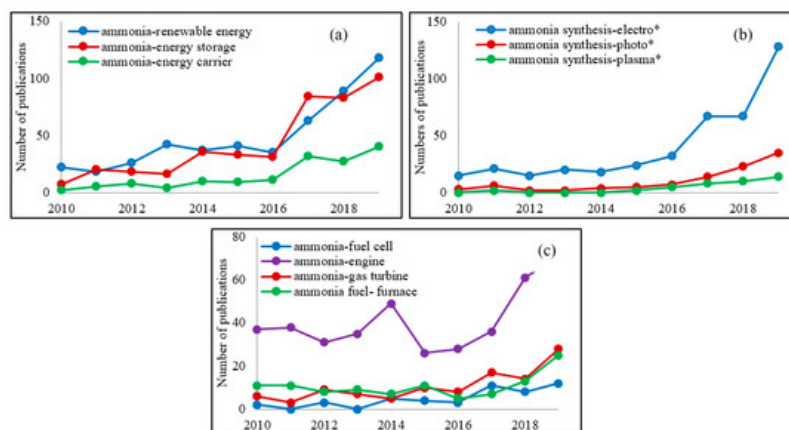 150
ammonia-renewable energy
ammonia-energy storage
ammonia-energy carrier
(a)
100
50
0
Number of publications
2010 2012 2014 2016 2018
150
ammonia synthesis-electro*
ammonia synthesis-photo*
ammonia synthesis-plasma*
(b)
100
50
0
Numbers of publications
2010 2012 2014 2016 2018
80
ammonia-fuel cell
ammonia-engine
ammonia-gas turbine
ammonia fuel- furnace
(c)
60
40
20
0
Number of publications
2010 2012 2014 2016 2018